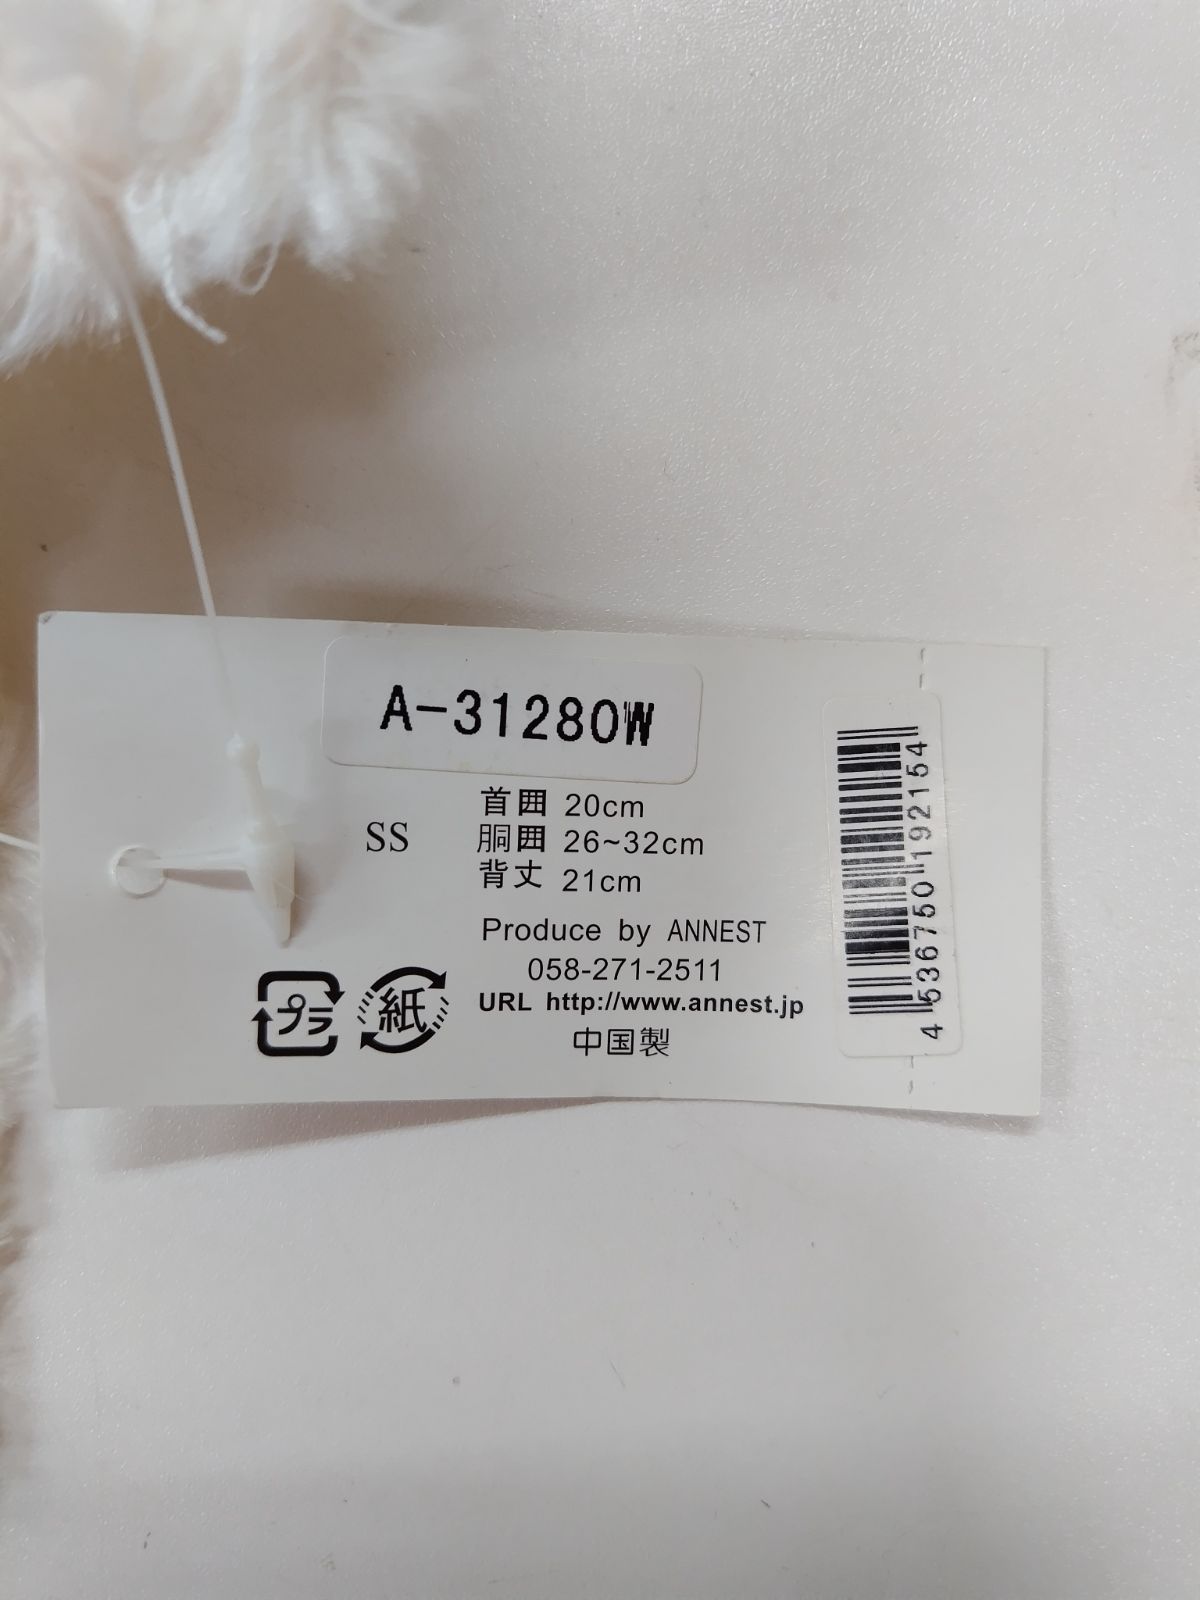 A-31280W
SS
首囲 20cm
胴囲 26~32cm
背丈 21cm
Produce by ANNEST
058-271-2511
URL http://www.annest.jp
中国製
プラ
紙
4 536750 192154